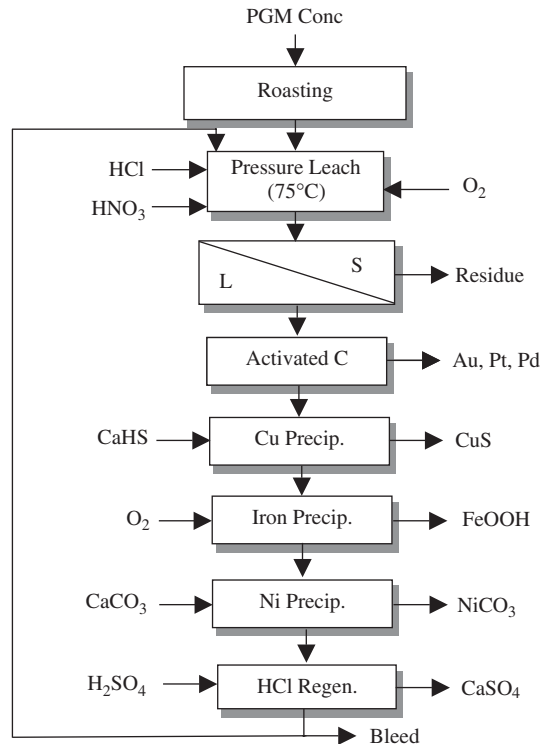 PGM Conc
Roasting
HCl
Pressure Leach
(75°C)
O₂
HNO₃
S
L
Residue
Activated C
Au, Pt, Pd
CaHS
Cu Precip.
CuS
O₂
Iron Precip.
FeOOH
CaCO₃
Ni Precip.
NiCO₃
H₂SO₄
HCl Regen.
CaSO₄
Bleed